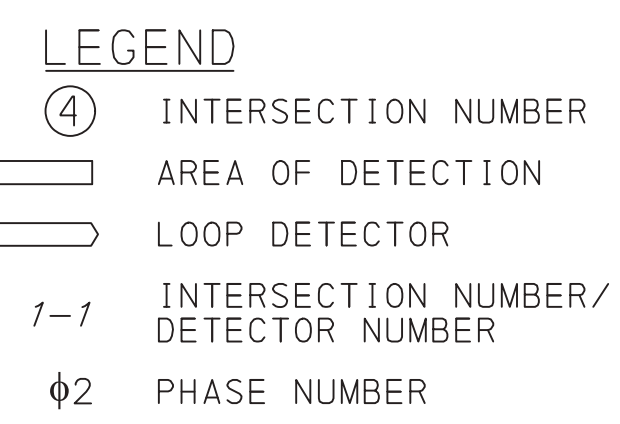 LEGEND
4 INTERSECTION NUMBER
AREA OF DETECTION
LOOP DETECTOR
1-1 INTERSECTION NUMBER/
DETECTOR NUMBER
ϕ2 PHASE NUMBER